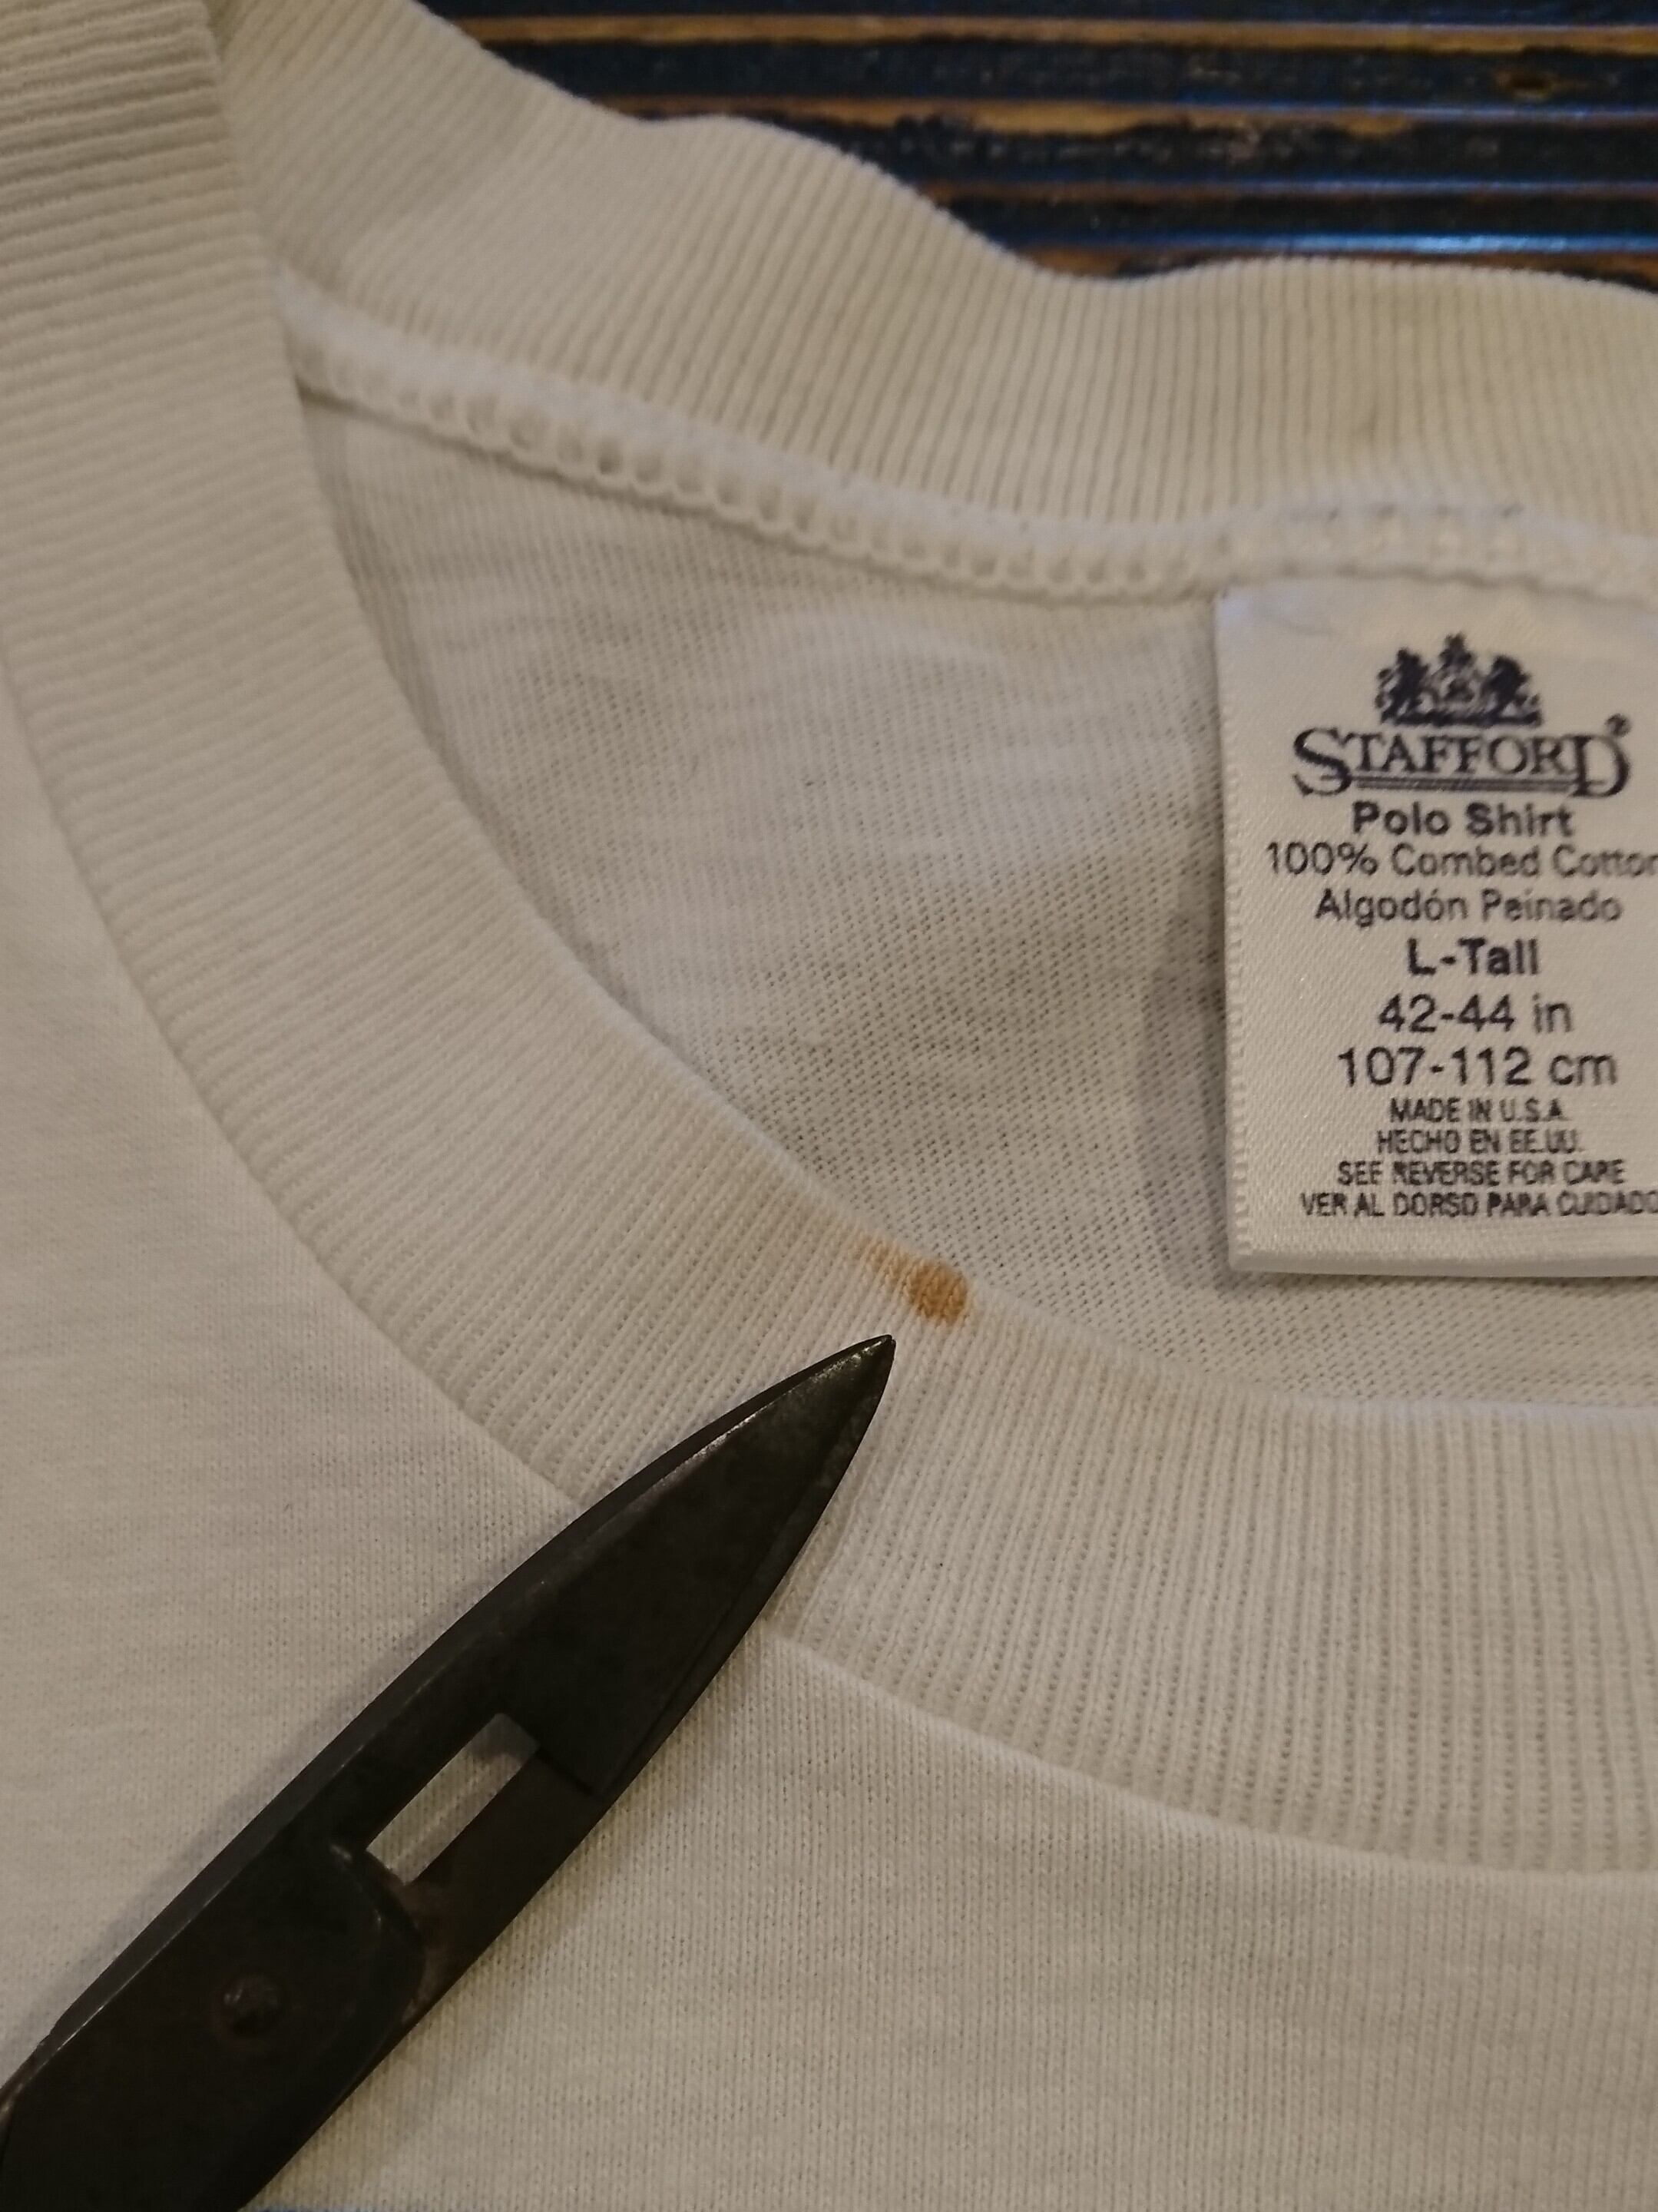 STAFFORD®
Polo Shirt
100% Combed Cotton
Algodón Peinado
L-Tall
42-44 in
107-112 cm
MADE IN U.S.A.
HECHO EN EE.UU.
SEE REVERSE FOR CARE
VER AL DORSO PARA CUIDADO